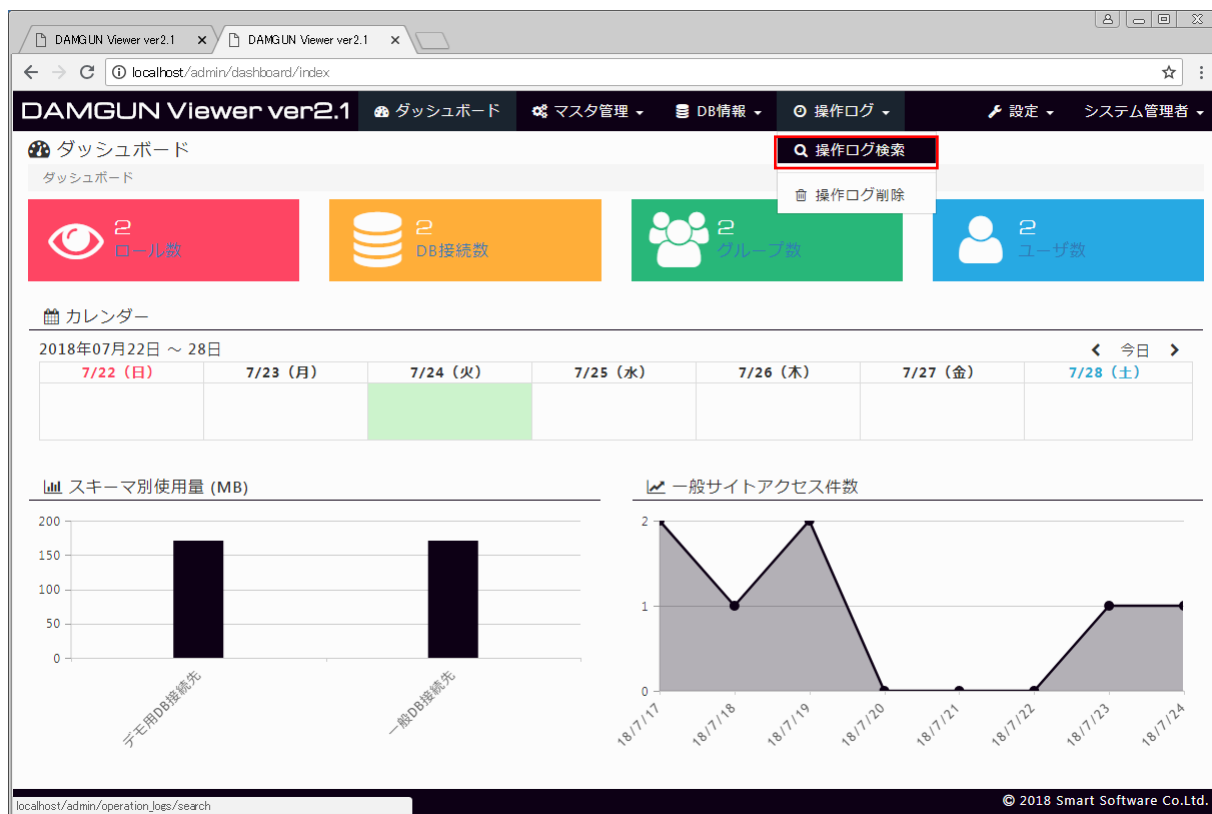 DAMGUN Viewer ver2.1 DAMGUN Viewer ver2.1
localhost/admin/dashboard/index
DAMGUN Viewer ver2.1 ダッシュボード マスタ管理 DB情報 操作ログ 設定 システム管理者
ダッシュボード
操作ログ検索
ダッシュボード
操作ログ削除
2 2 2 2
ロール数 DB接続数 グループ数 ユーザ数
カレンダー
2018年07月22日 ～ 28日 今日
7/22（日） 7/23（月） 7/24（火） 7/25（水） 7/26（木） 7/27（金） 7/28（土）
スキーマ別使用量 (MB)
200
150
100
50
0
デモ用DB接続先 一般DB接続先
一般サイトアクセス件数
2
1
0
18/7/17 18/7/18 18/7/19 18/7/20 18/7/21 18/7/22 18/7/23 18/7/24
localhost/admin/operation_logs/search
© 2018 Smart Software Co.Ltd.